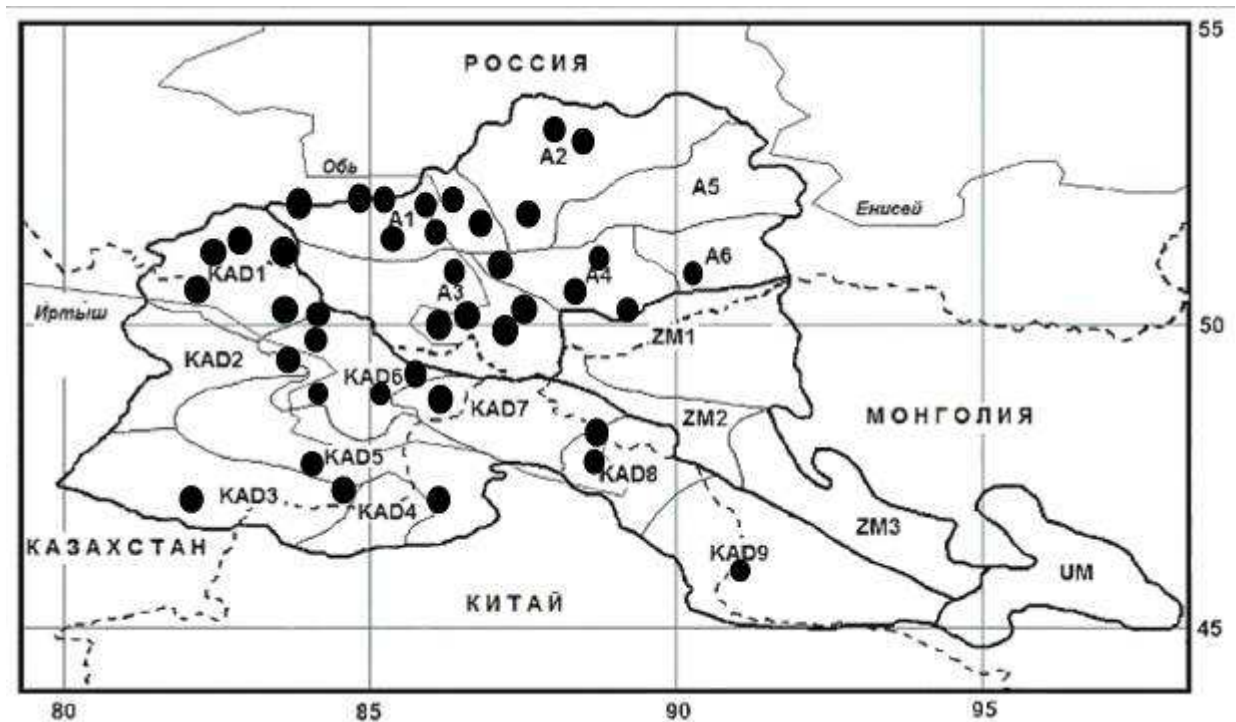 55
РОССИЯ
A2
Обь
A5
A1
Енисей
KAD1
A4
A6
A3
Иртыш
50
ZM1
KAD2
KAD6
KAD7
МОНГОЛИЯ
ZM2
KAD5
KAD8
KAD3
KAD4
ZM3
КАЗАХСТАН
KAD9
UM
КИТАЙ
45
80
85
90
95